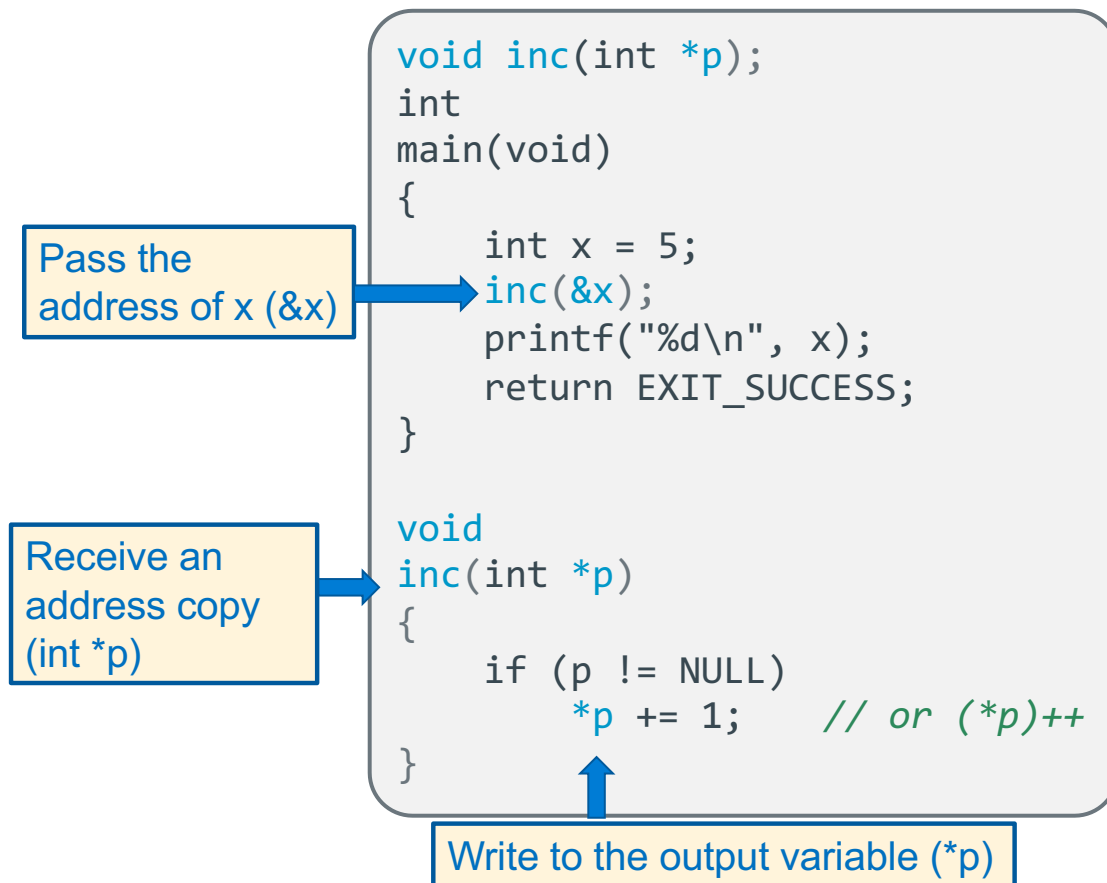 void inc(int *p);
int
main(void)
{
    int x = 5;
Pass the
address of x (&x)
    inc(&x);
    printf("%d\n", x);
    return EXIT_SUCCESS;
}
void
Receive an
address copy
(int *p)
inc(int *p)
{
    if (p != NULL)
        *p += 1;    // or (*p)++
}
Write to the output variable (*p)